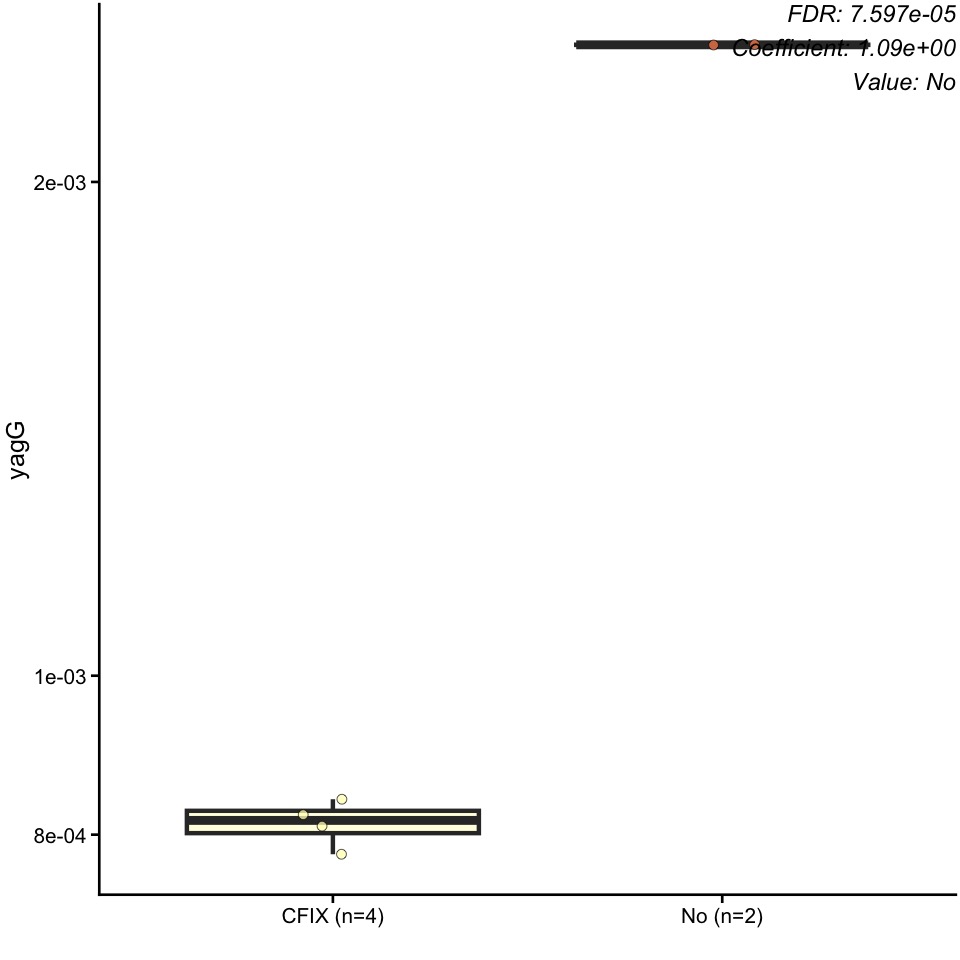 FDR: 7.597e-05
Coefficient: 1.09e+00
Value: No
2e-03
yagG
1e-03
8e-04
CFIX (n=4)
No (n=2)